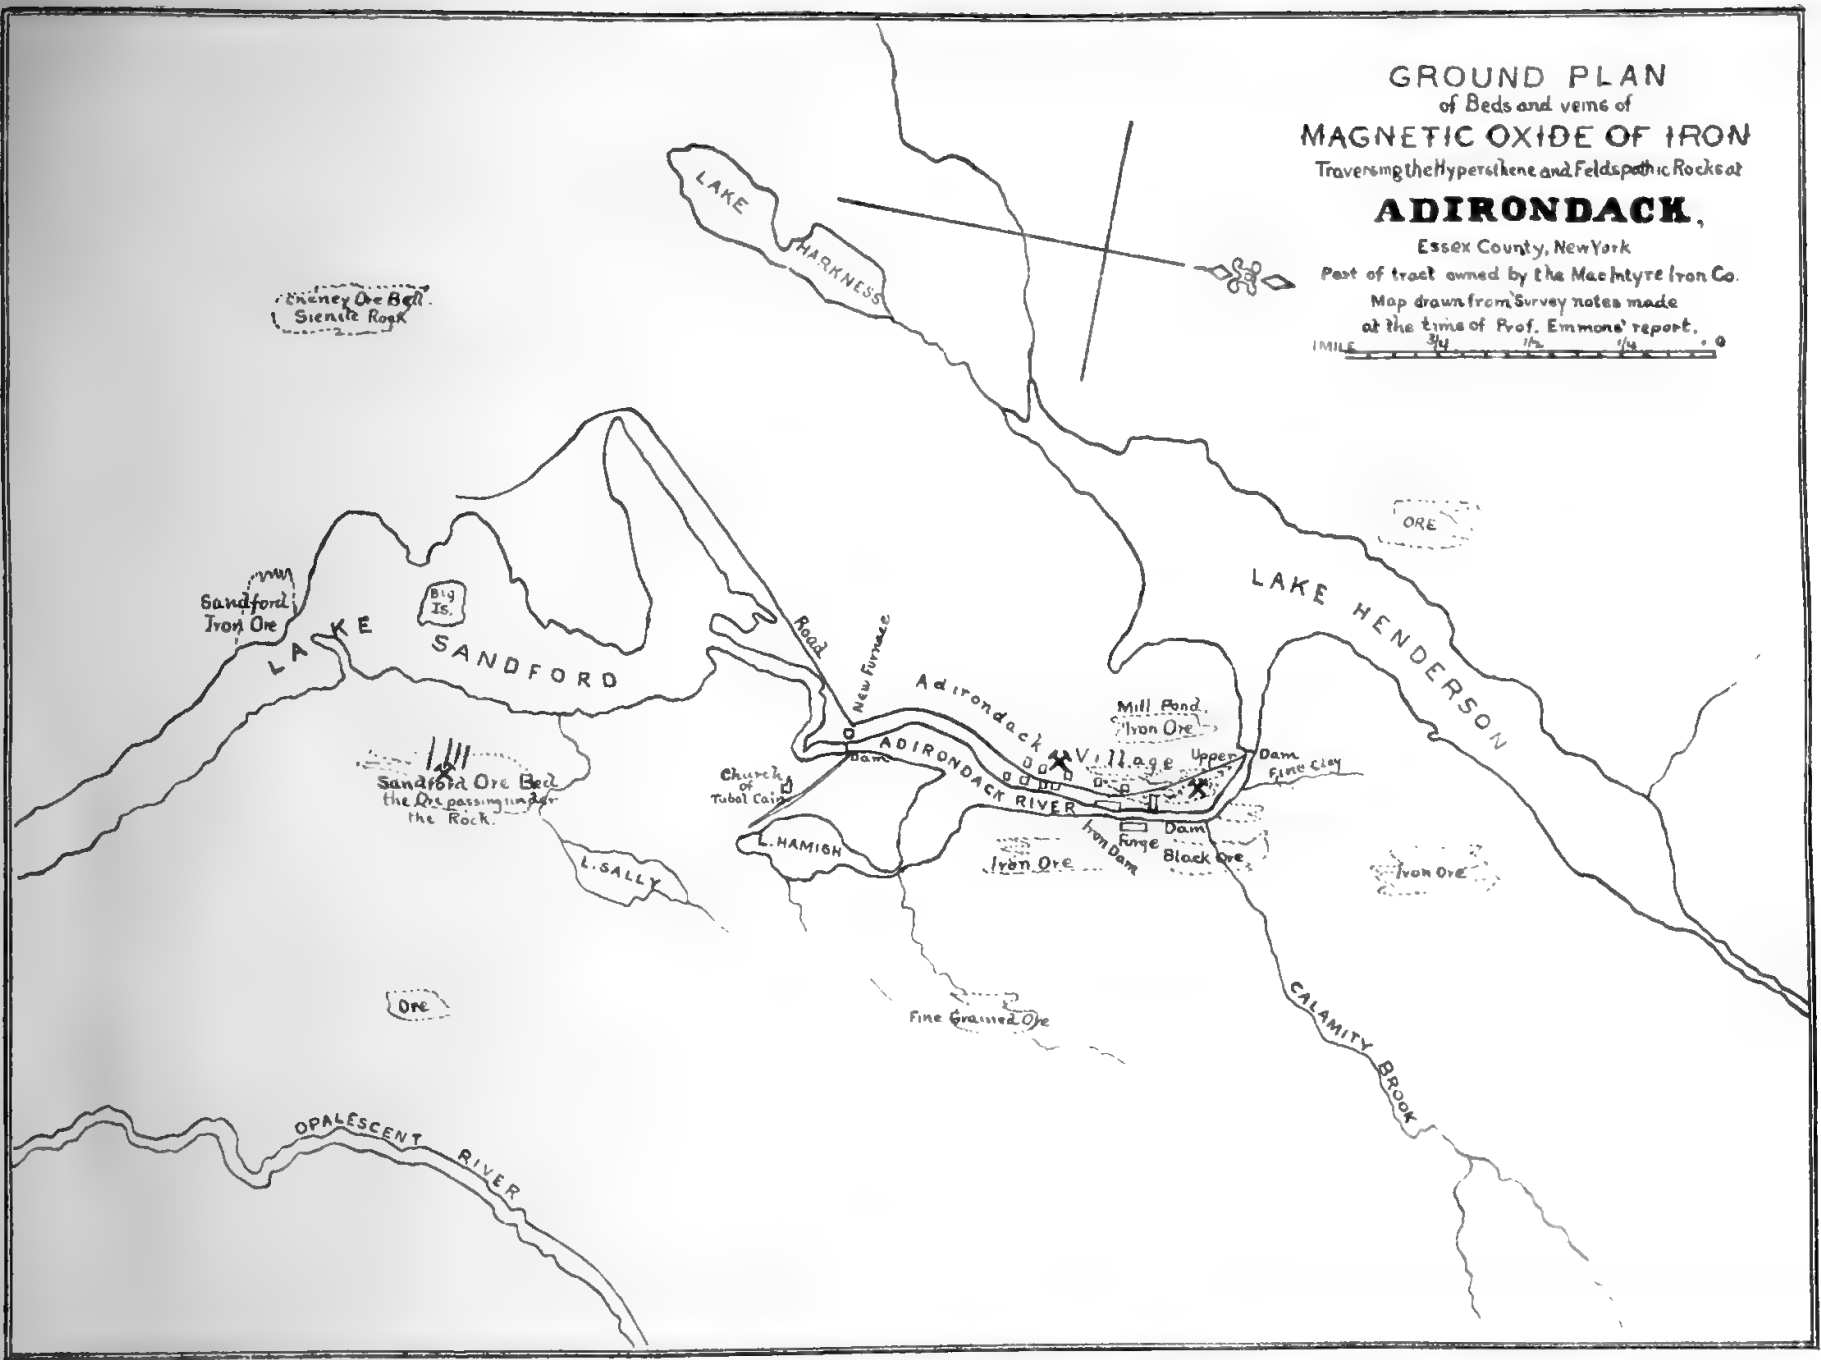 GROUND PLAN
of Beds and veins of
MAGNETIC OXIDE OF IRON
Traversing the Hypersthene and Feldspathic Rocks at
ADIRONDACK,
Essex County, New York
Part of tract owned by the MacIntyre Iron Co.
Map drawn from Survey notes made
at the time of Prof. Emmons' report.
1 MILE 3/4 1/2 1/4 0
LAKE
HARKNESS
Cheney Ore Bed.
Sienite Rock
ORE
LAKE HENDERSON
Sandford
Iron Ore
Big
Is.
LAKE
SANDFORD
Road
New Furnace
Adirondack
Village
Mill Pond.
Iron Ore
Upper Dam
Fine Clay
ADIRONDACK RIVER
Dam
Church
of
Tubal Cain
Sandford Ore Bed
the Ore passing under
the Rock.
L. HAMISH
L. SALLY
Iron Ore
Iron Dam
Forge
Dam
Black Ore
Iron Ore
Ore
Fine Grained Ore
CALAMITY BROOK
OPALESCENT RIVER